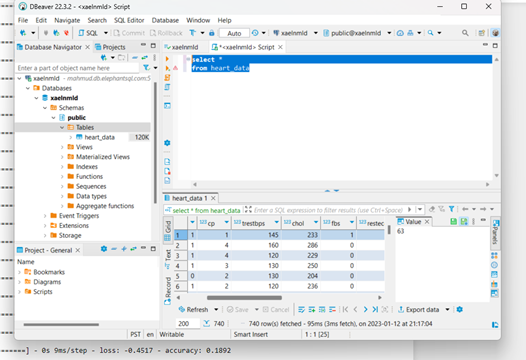 DBeaver 22.3.2 - <xaelnmld> Script
File Edit Navigate Search SQL Editor Database Window Help
SQL Commit Rollback Auto xaelnmld public@xaelnmld
Database Navigator Projects
Enter a part of object name here
xaelnmld - mahmud.db.elephantsql.com:5
Databases
xaelnmld
Schemas
public
Tables
heart_data 120K
Views
Materialized Views
Indexes
Functions
Sequences
Data types
Aggregate functions
Event Triggers
Extensions
Storage
Project - General
Name
Bookmarks
Diagrams
Scripts
xaelnmld *<xaelnmld> Script
select *
from heart_data
heart_data 1
select * from heart_data Enter a SQL expression to filter results (use Ctrl+Space)
Grid
Text
Record
cp trestbps chol fbs restec
1 1 1 145 233 1
2 1 4 160 286 0
3 1 4 120 229 0
4 1 3 130 250 0
5 0 2 130 204 0
6 1 2 120 236 0
Value
63
Panels
Refresh Save Cancel Export data
200 740 740 row(s) fetched - 95ms (3ms fetch), on 2023-01-12 at 21:17:04
PST en Writable Smart Insert 1 : 1 [25]
======] - 0s 9ms/step - loss: -0.4517 - accuracy: 0.1892